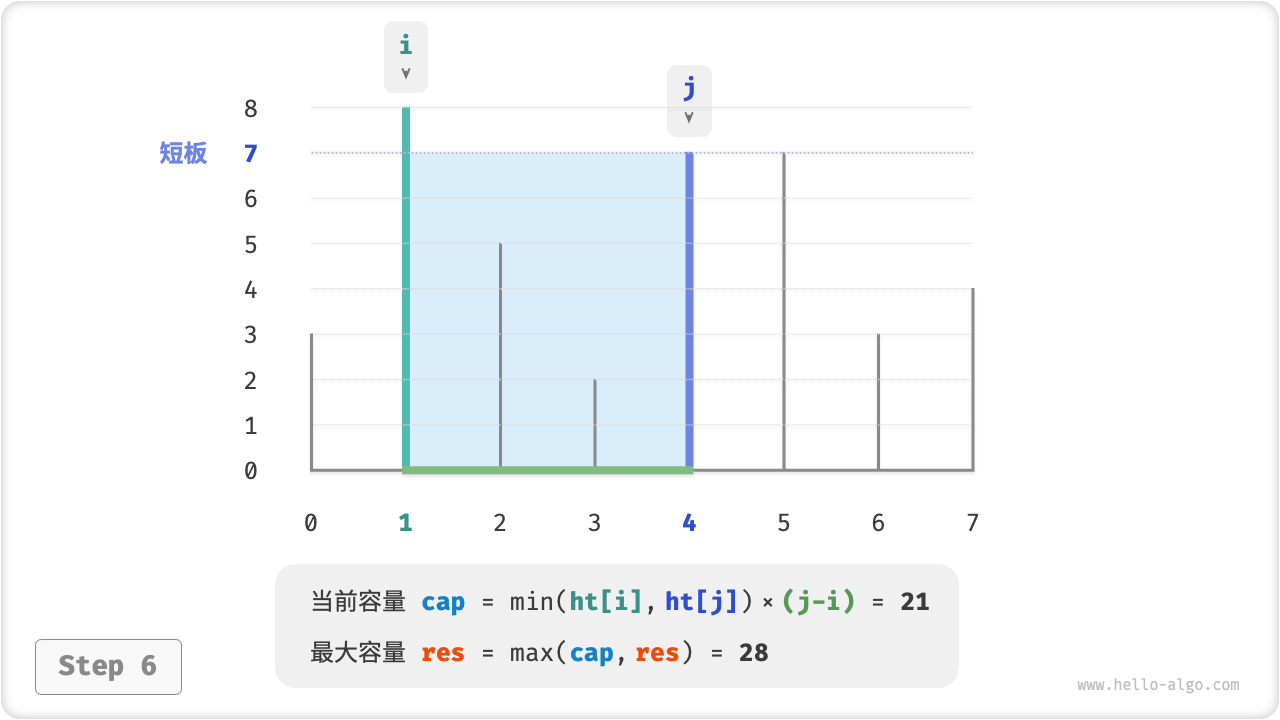 i
j
8
短板 7
6
5
4
3
2
1
0
0 1 2 3 4 5 6 7
当前容量 cap = min(ht[i], ht[j]) × (j-i) = 21
最大容量 res = max(cap, res) = 28
Step 6
www.hello-algo.com